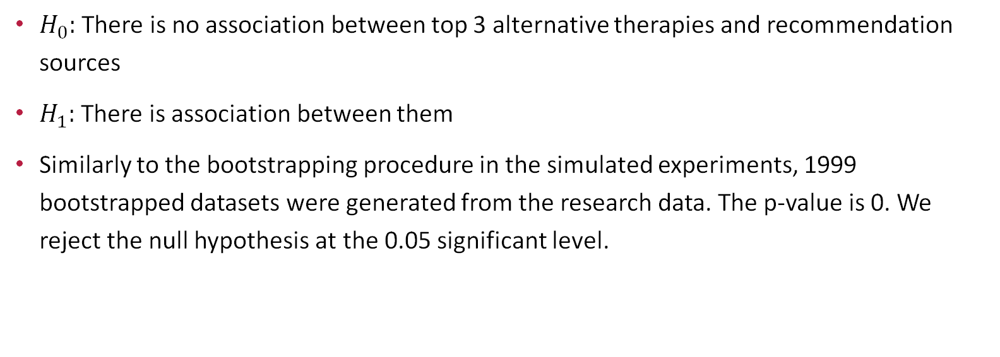 • H₀: There is no association between top 3 alternative therapies and recommendation
sources
• H₁: There is association between them
• Similarly to the bootstrapping procedure in the simulated experiments, 1999
bootstrapped datasets were generated from the research data. The p-value is 0. We
reject the null hypothesis at the 0.05 significant level.